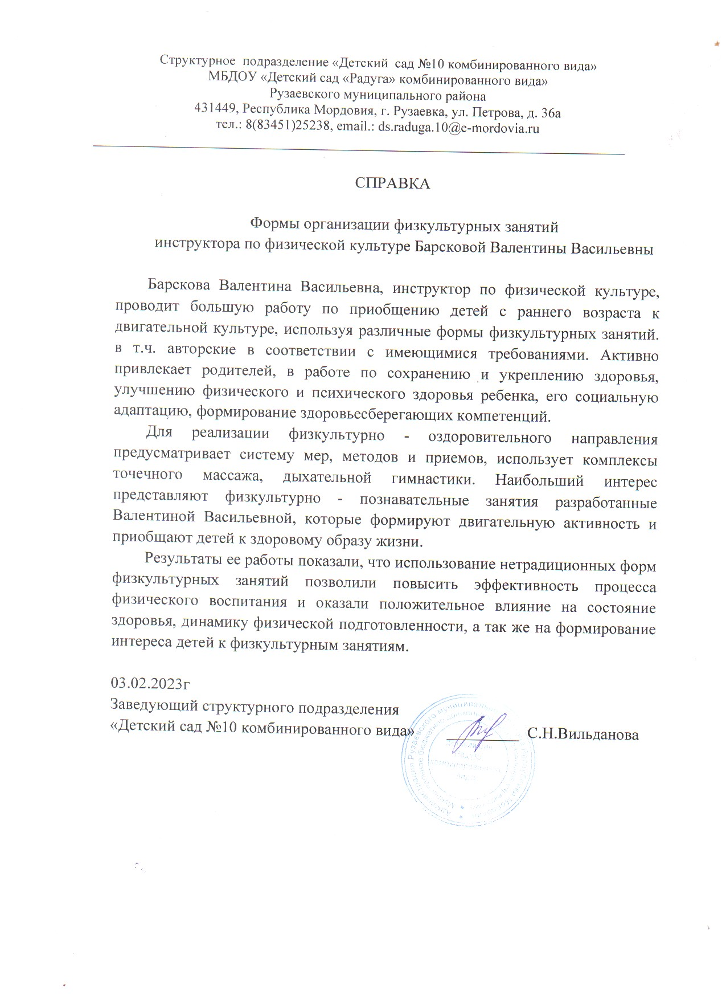 Структурное подразделение «Детский сад №10 комбинированного вида»
МБДОУ «Детский сад «Радуга» комбинированного вида»
Рузаевского муниципального района
431449, Республика Мордовия, г. Рузаевка, ул. Петрова, д. 36а
тел.: 8(83451)25238, email.: ds.raduga.10@e-mordovia.ru
СПРАВКА
Формы организации физкультурных занятий
инструктора по физической культуре Барсковой Валентины Васильевны
Барскова Валентина Васильевна, инструктор по физической культуре,
проводит большую работу по приобщению детей с раннего возраста к
двигательной культуре, используя различные формы физкультурных занятий.
в т.ч. авторские в соответствии с имеющимися требованиями. Активно
привлекает родителей, в работе по сохранению и укреплению здоровья,
улучшению физического и психического здоровья ребенка, его социальную
адаптацию, формирование здоровьесберегающих компетенций.
Для реализации физкультурно - оздоровительного направления
предусматривает систему мер, методов и приемов, использует комплексы
точечного массажа, дыхательной гимнастики. Наибольший интерес
представляют физкультурно - познавательные занятия разработанные
Валентиной Васильевной, которые формируют двигательную активность и
приобщают детей к здоровому образу жизни.
Результаты ее работы показали, что использование нетрадиционных форм
физкультурных занятий позволили повысить эффективность процесса
физического воспитания и оказали положительное влияние на состояние
здоровья, динамику физической подготовленности, а так же на формирование
интереса детей к физкультурным занятиям.
03.02.2023г
Заведующий структурного подразделения
«Детский сад №10 комбинированного вида» _________ С.Н.Вильданова
комбинированного
вида